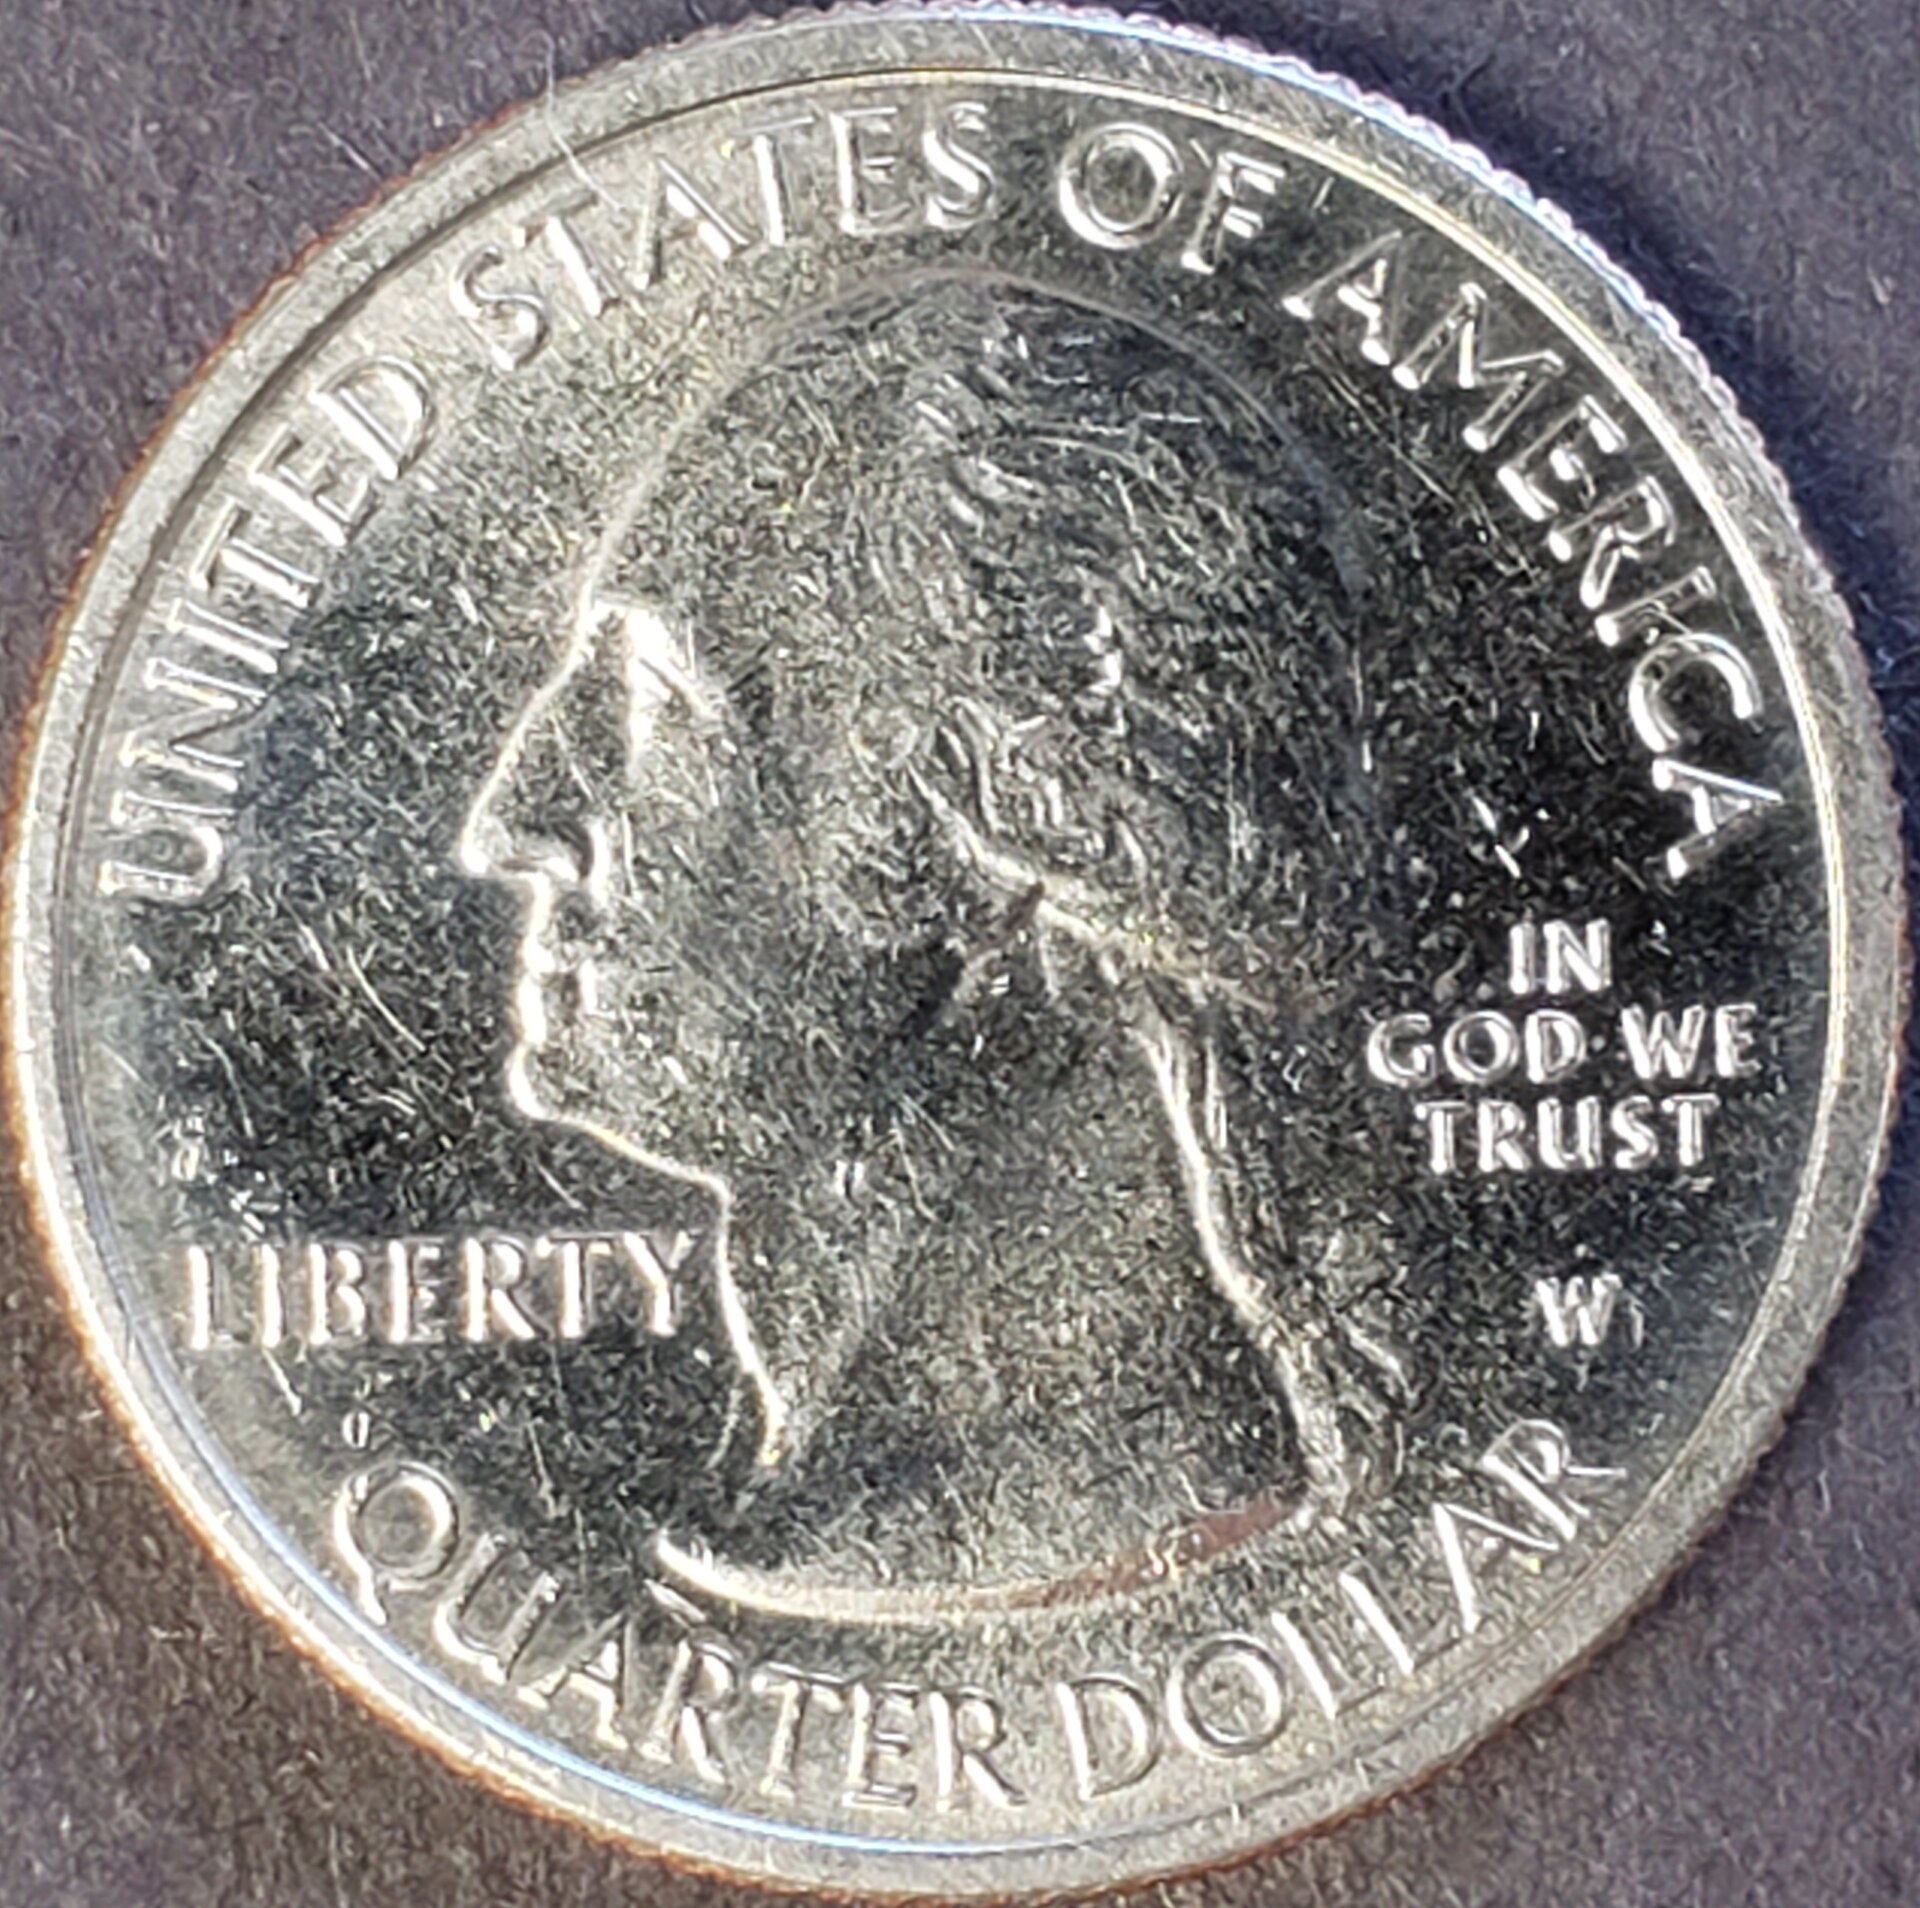 UNITED STATES OF AMERICA
IN
GOD WE
TRUST
LIBERTY
W
QUARTER DOLLAR